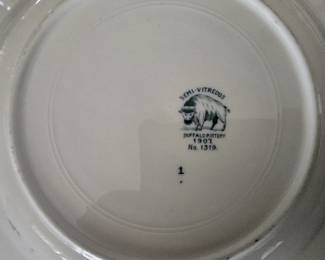 SEMI-VITREOUS
BUFFALO POTTERY
1907.
No. 1319.
1